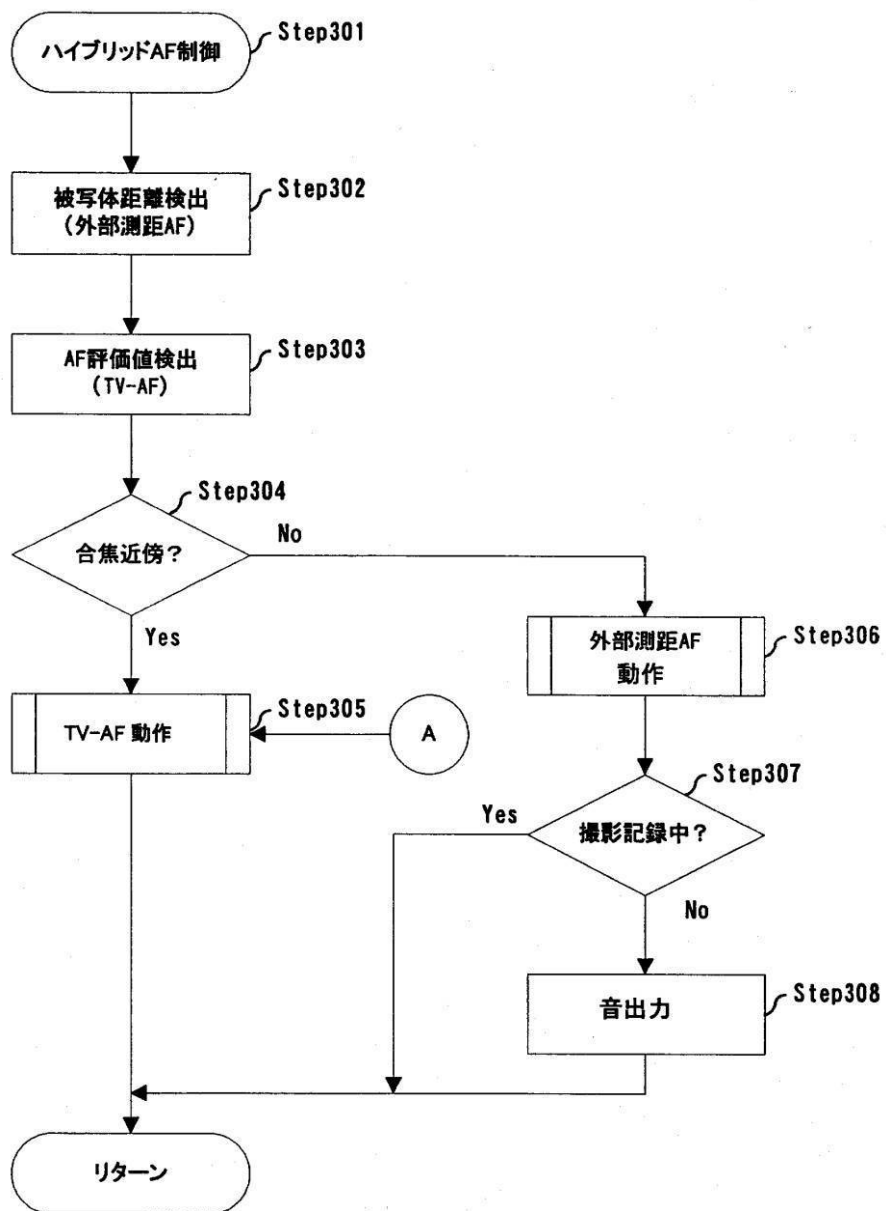 ハイブリッドAF制御
Step301
被写体距離検出
(外部測距AF)
Step302
AF評価値検出
(TV-AF)
Step303
Step304
合焦近傍?
No
Yes
外部測距AF
動作
Step306
TV-AF 動作
Step305
A
Step307
撮影記録中?
Yes
No
音出力
Step308
リターン